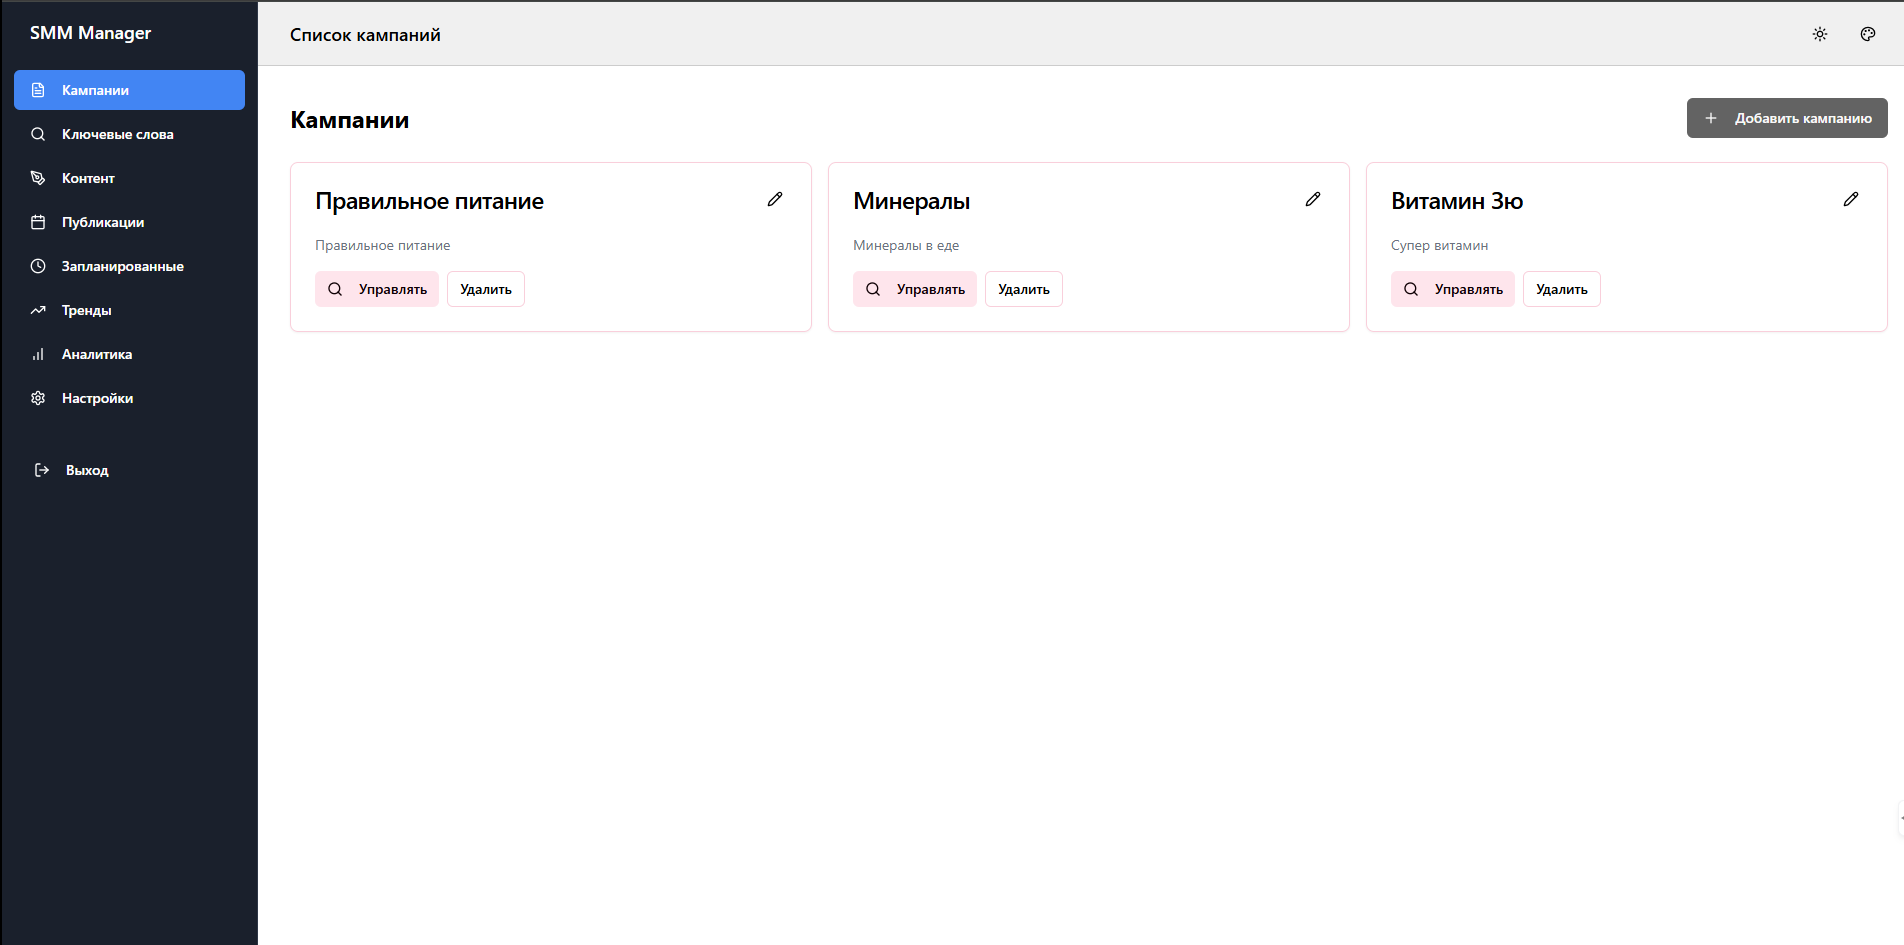 SMM Manager
Кампании
Ключевые слова
Контент
Публикации
Запланированные
Тренды
Аналитика
Настройки
Выход
Список кампаний
Кампании
Добавить кампанию
Правильное питание
Правильное питание
Управлять
Удалить
Минералы
Минералы в еде
Управлять
Удалить
Витамин Зю
Супер витамин
Управлять
Удалить